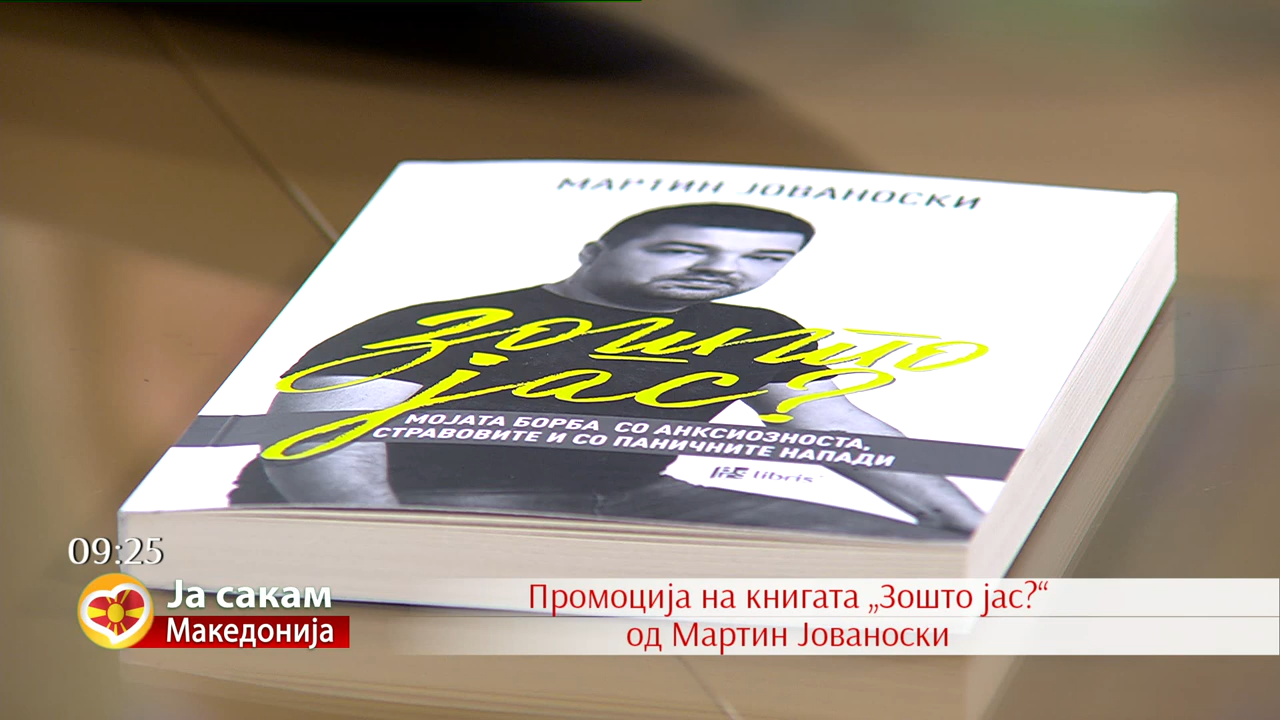 МАРТИН ЈОВАНОСКИ
зошто
јас?
МОЈАТА БОРБА СО АНКСИОЗНОСТА,
СТРАВОВИТЕ И СО ПАНИЧНИТЕ НАПАДИ
libris
09:25
Ја сакам
Македонија
Промоција на книгата „Зошто јас?“
од Мартин Јованоски